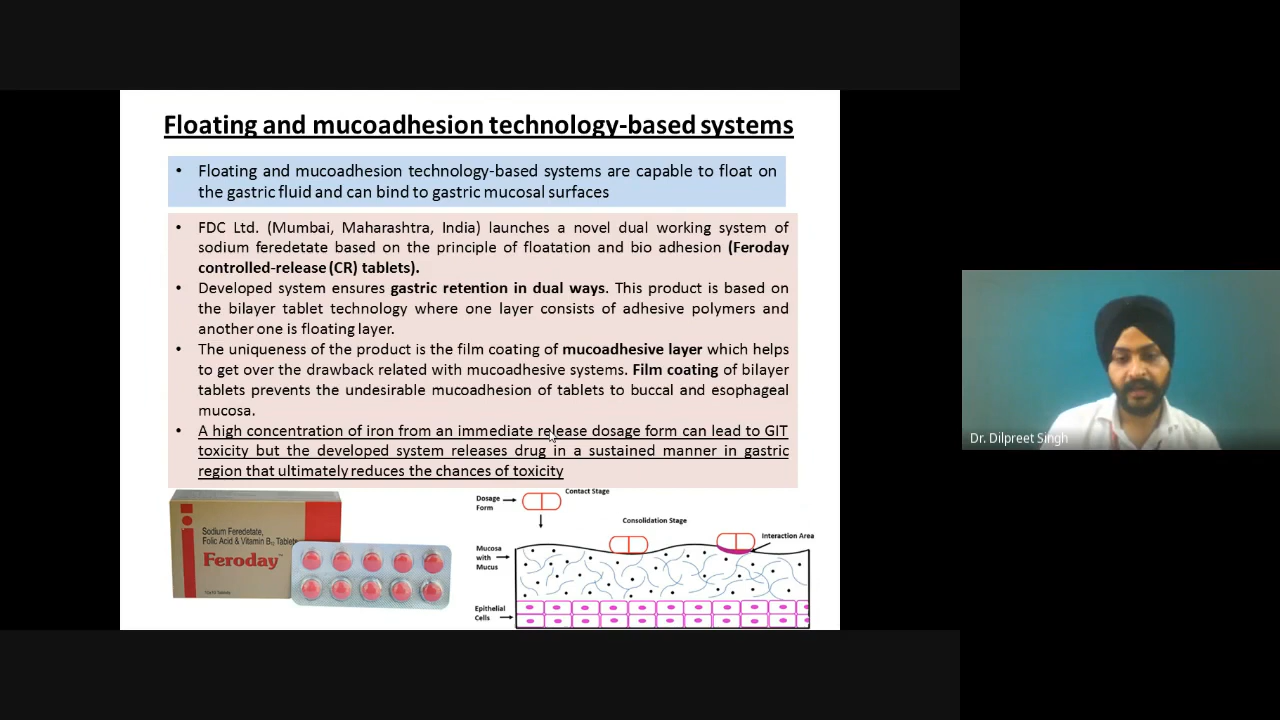 Floating and mucoadhesion technology-based systems
• Floating and mucoadhesion technology-based systems are capable to float on
the gastric fluid and can bind to gastric mucosal surfaces
• FDC Ltd. (Mumbai, Maharashtra, India) launches a novel dual working system of
sodium feredetate based on the principle of floatation and bio adhesion (Feroday
controlled-release (CR) tablets).
• Developed system ensures gastric retention in dual ways. This product is based on
the bilayer tablet technology where one layer consists of adhesive polymers and
another one is floating layer.
• The uniqueness of the product is the film coating of mucoadhesive layer which helps
to get over the drawback related with mucoadhesive systems. Film coating of bilayer
tablets prevents the undesirable mucoadhesion of tablets to buccal and esophageal
mucosa.
• A high concentration of iron from an immediate release dosage form can lead to GIT
toxicity but the developed system releases drug in a sustained manner in gastric
region that ultimately reduces the chances of toxicity
Sodium Feredetate,
Folic Acid & Vitamin B12 Tablets
Feroday
Dosage
Form
Contact Stage
Consolidation Stage
Interaction Area
Mucosa
with
Mucus
Epithelial
Cells
Dr. Dilpreet Singh